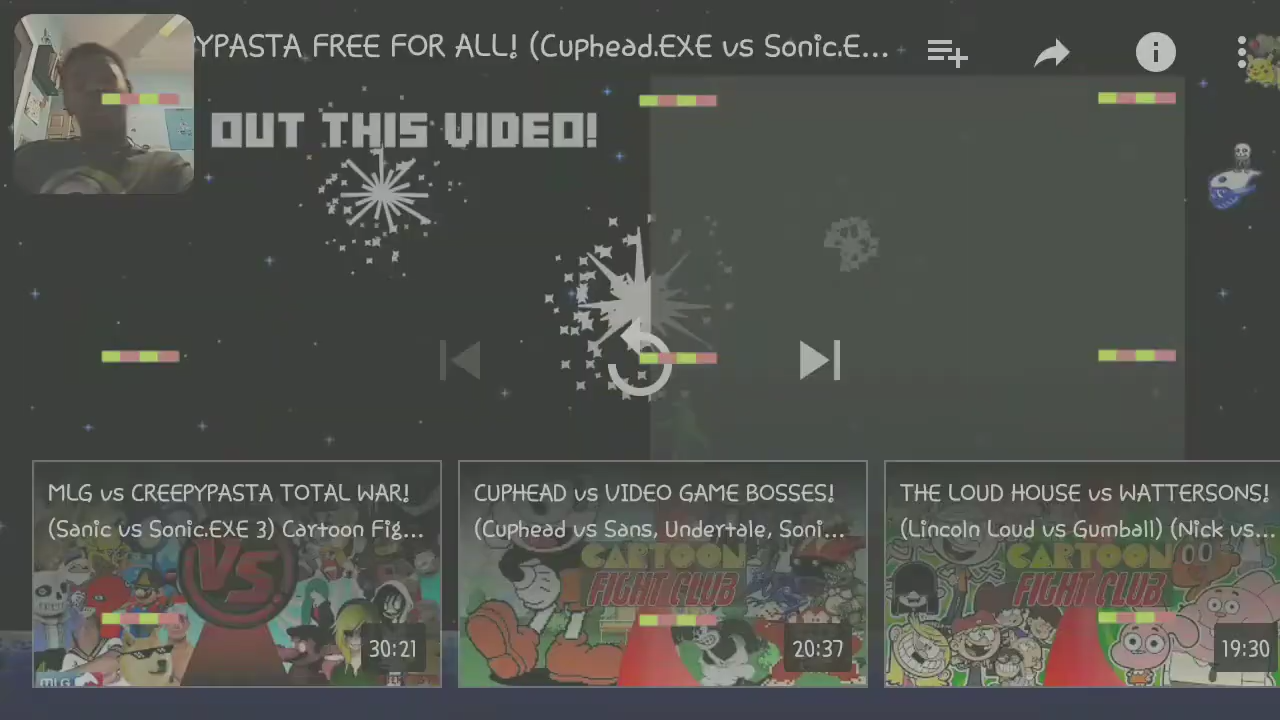 YPASTA FREE FOR ALL! (Cuphead.EXE vs Sonic.E...
OUT THIS VIDEO!
MLG vs CREEPYPASTA TOTAL WAR!
(Sanic vs Sonic.EXE 3) Cartoon Fig...
VS
30:21
MLG
CUPHEAD vs VIDEO GAME BOSSES!
(Cuphead vs Sans, Undertale, Soni...
CARTOON
FIGHT CLUB
20:37
THE LOUD HOUSE vs WATTERSONS!
(Lincoln Loud vs Gumball) (Nick vs...
CARTOON
FIGHT CLUB
19:30